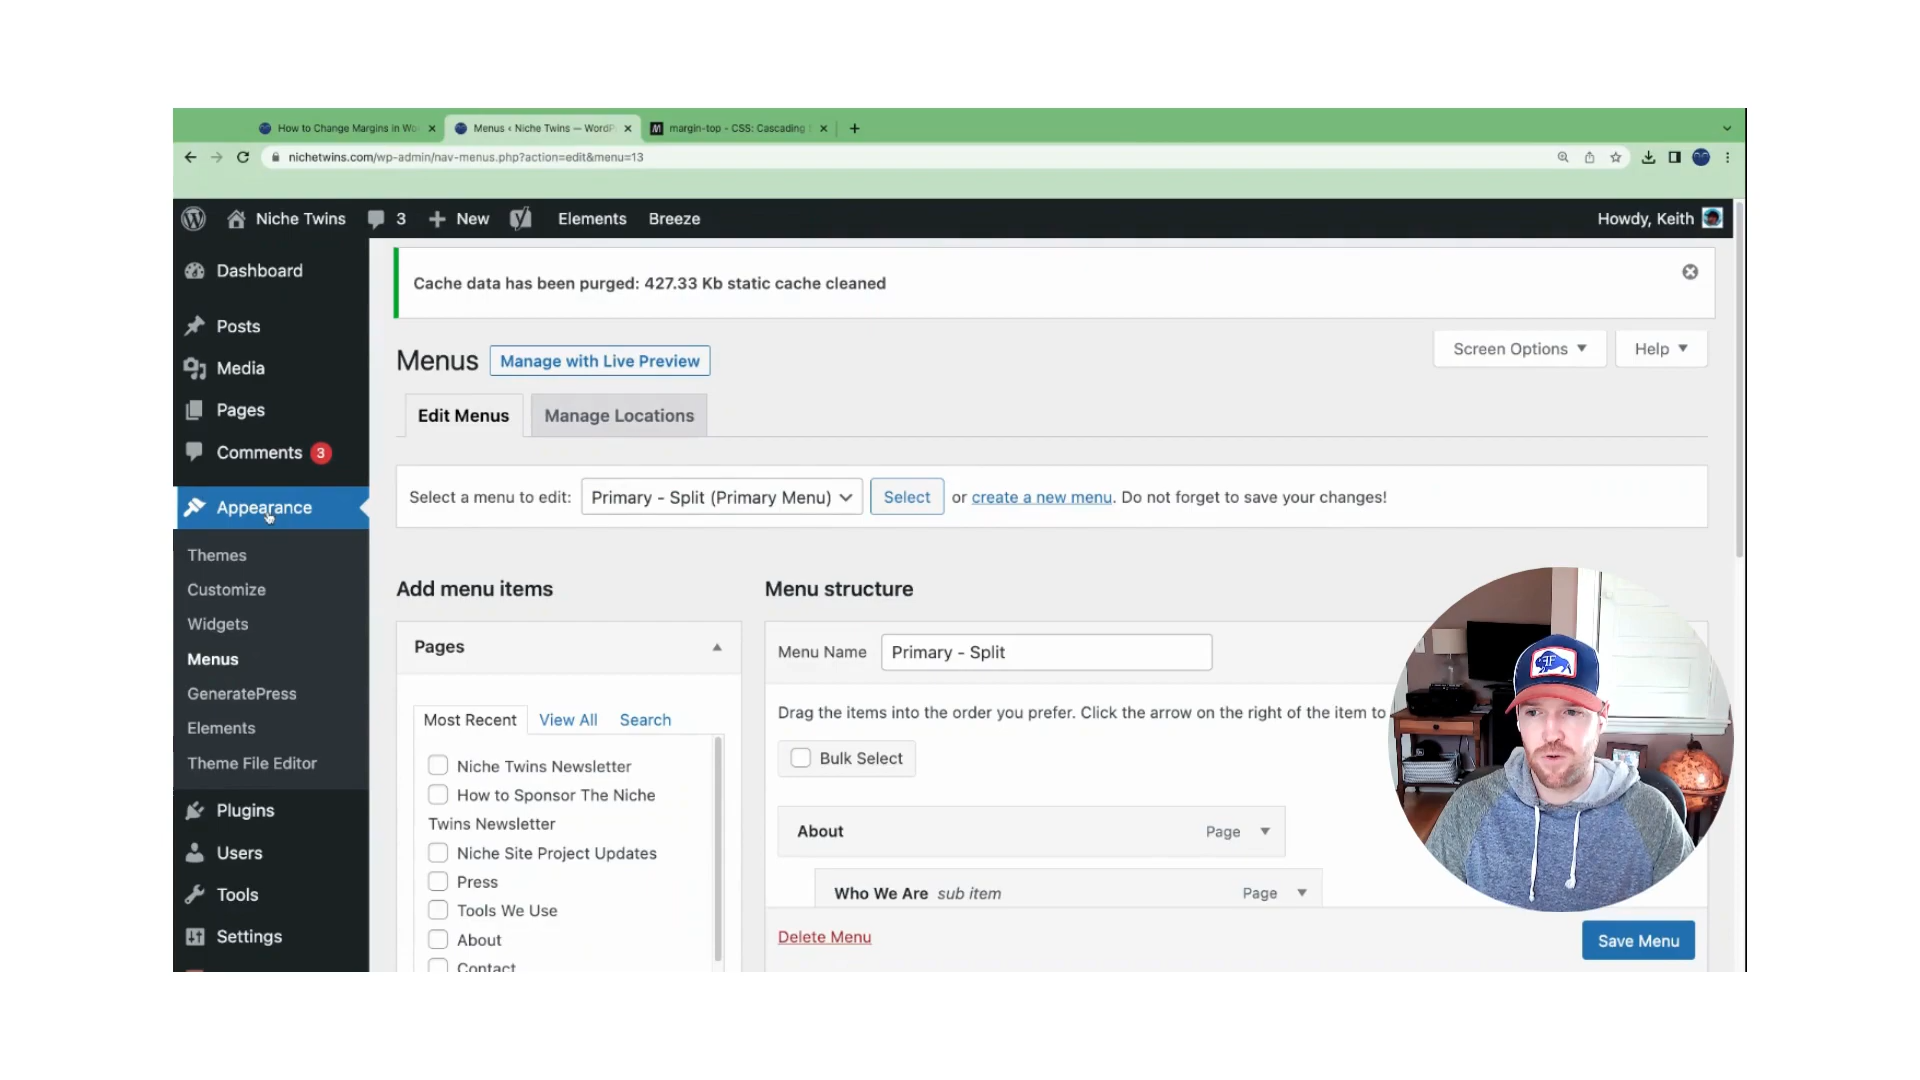 How to Change Margins in Wo
Menus ‹ Niche Twins — WordP
margin-top - CSS: Cascading
nichetwins.com/wp-admin/nav-menus.php?action=edit&menu=13
Niche Twins 3 New Elements Breeze Howdy, Keith
Dashboard
Posts
Media
Pages
Comments 3
Appearance
Themes
Customize
Widgets
Menus
GeneratePress
Elements
Theme File Editor
Plugins
Users
Tools
Settings
Cache data has been purged: 427.33 Kb static cache cleaned
Screen Options Help
Menus Manage with Live Preview
Edit Menus Manage Locations
Select a menu to edit: Primary - Split (Primary Menu) Select or create a new menu. Do not forget to save your changes!
Add menu items
Pages
Most Recent View All Search
Niche Twins Newsletter
How to Sponsor The Niche
Twins Newsletter
Niche Site Project Updates
Press
Tools We Use
About
Contact
Menu structure
Menu Name Primary - Split
Drag the items into the order you prefer. Click the arrow on the right of the item to
Bulk Select
About Page
Who We Are sub item Page
Delete Menu
Save Menu